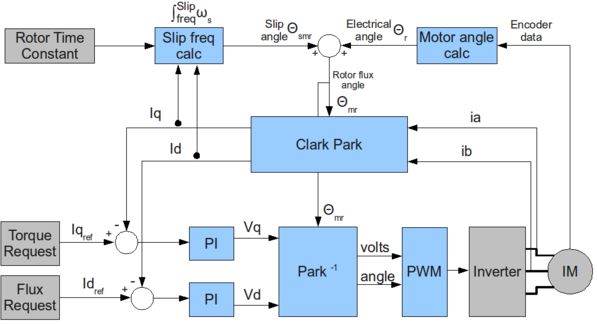 ∫Slip freq ωs
Rotor Time
Constant
Slip freq
calc
Slip
angle Θsmr
Electrical
angle Θr
Motor angle
calc
Encoder
data
+ +
Rotor flux
angle
Θmr
Iq
Id
Clark Park
ia
ib
Θmr
Torque
Request
Iqref
+ -
PI
Vq
Park -1
volts
angle
PWM
Inverter
IM
Flux
Request
Idref
+ -
PI
Vd